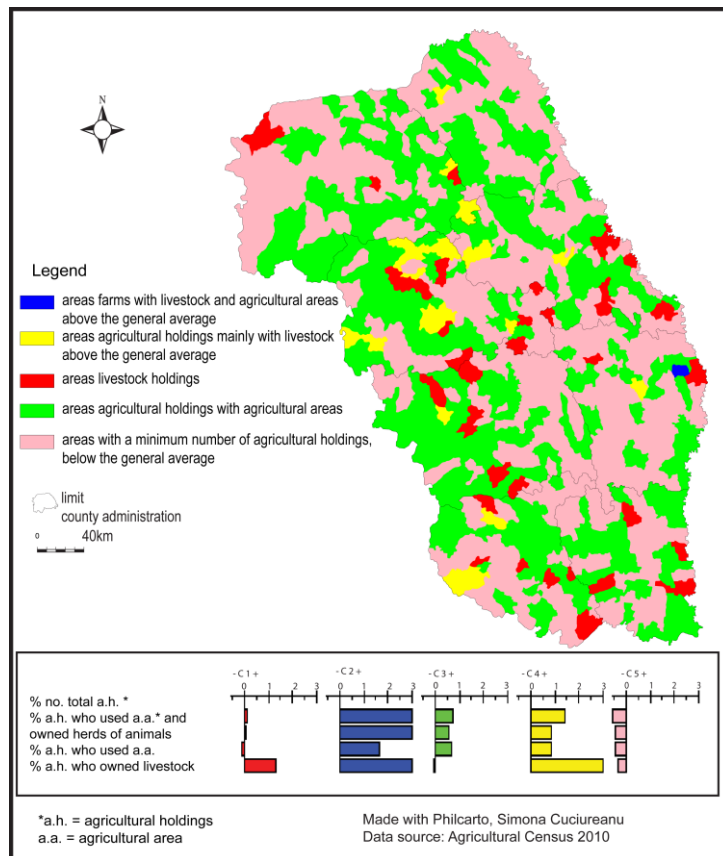 N
Legend
areas farms with livestock and agricultural areas
above the general average
areas agricultural holdings mainly with livestock
above the general average
areas livestock holdings
areas agricultural holdings with agricultural areas
areas with a minimum number of agricultural holdings,
below the general average
limit
county administration
0 40km
- C 1 + - C 2 + - C 3 + - C 4 + - C 5 +
0 1 2 3 0 1 2 3 0 1 2 3 0 1 2 3 0 1 2 3
% no. total a.h. *
% a.h. who used a.a.* and
owned herds of animals
% a.h. who used a.a.
% a.h. who owned livestock
*a.h. = agricultural holdings
a.a. = agricultural area
Made with Philcarto, Simona Cuciureanu
Data source: Agricultural Census 2010